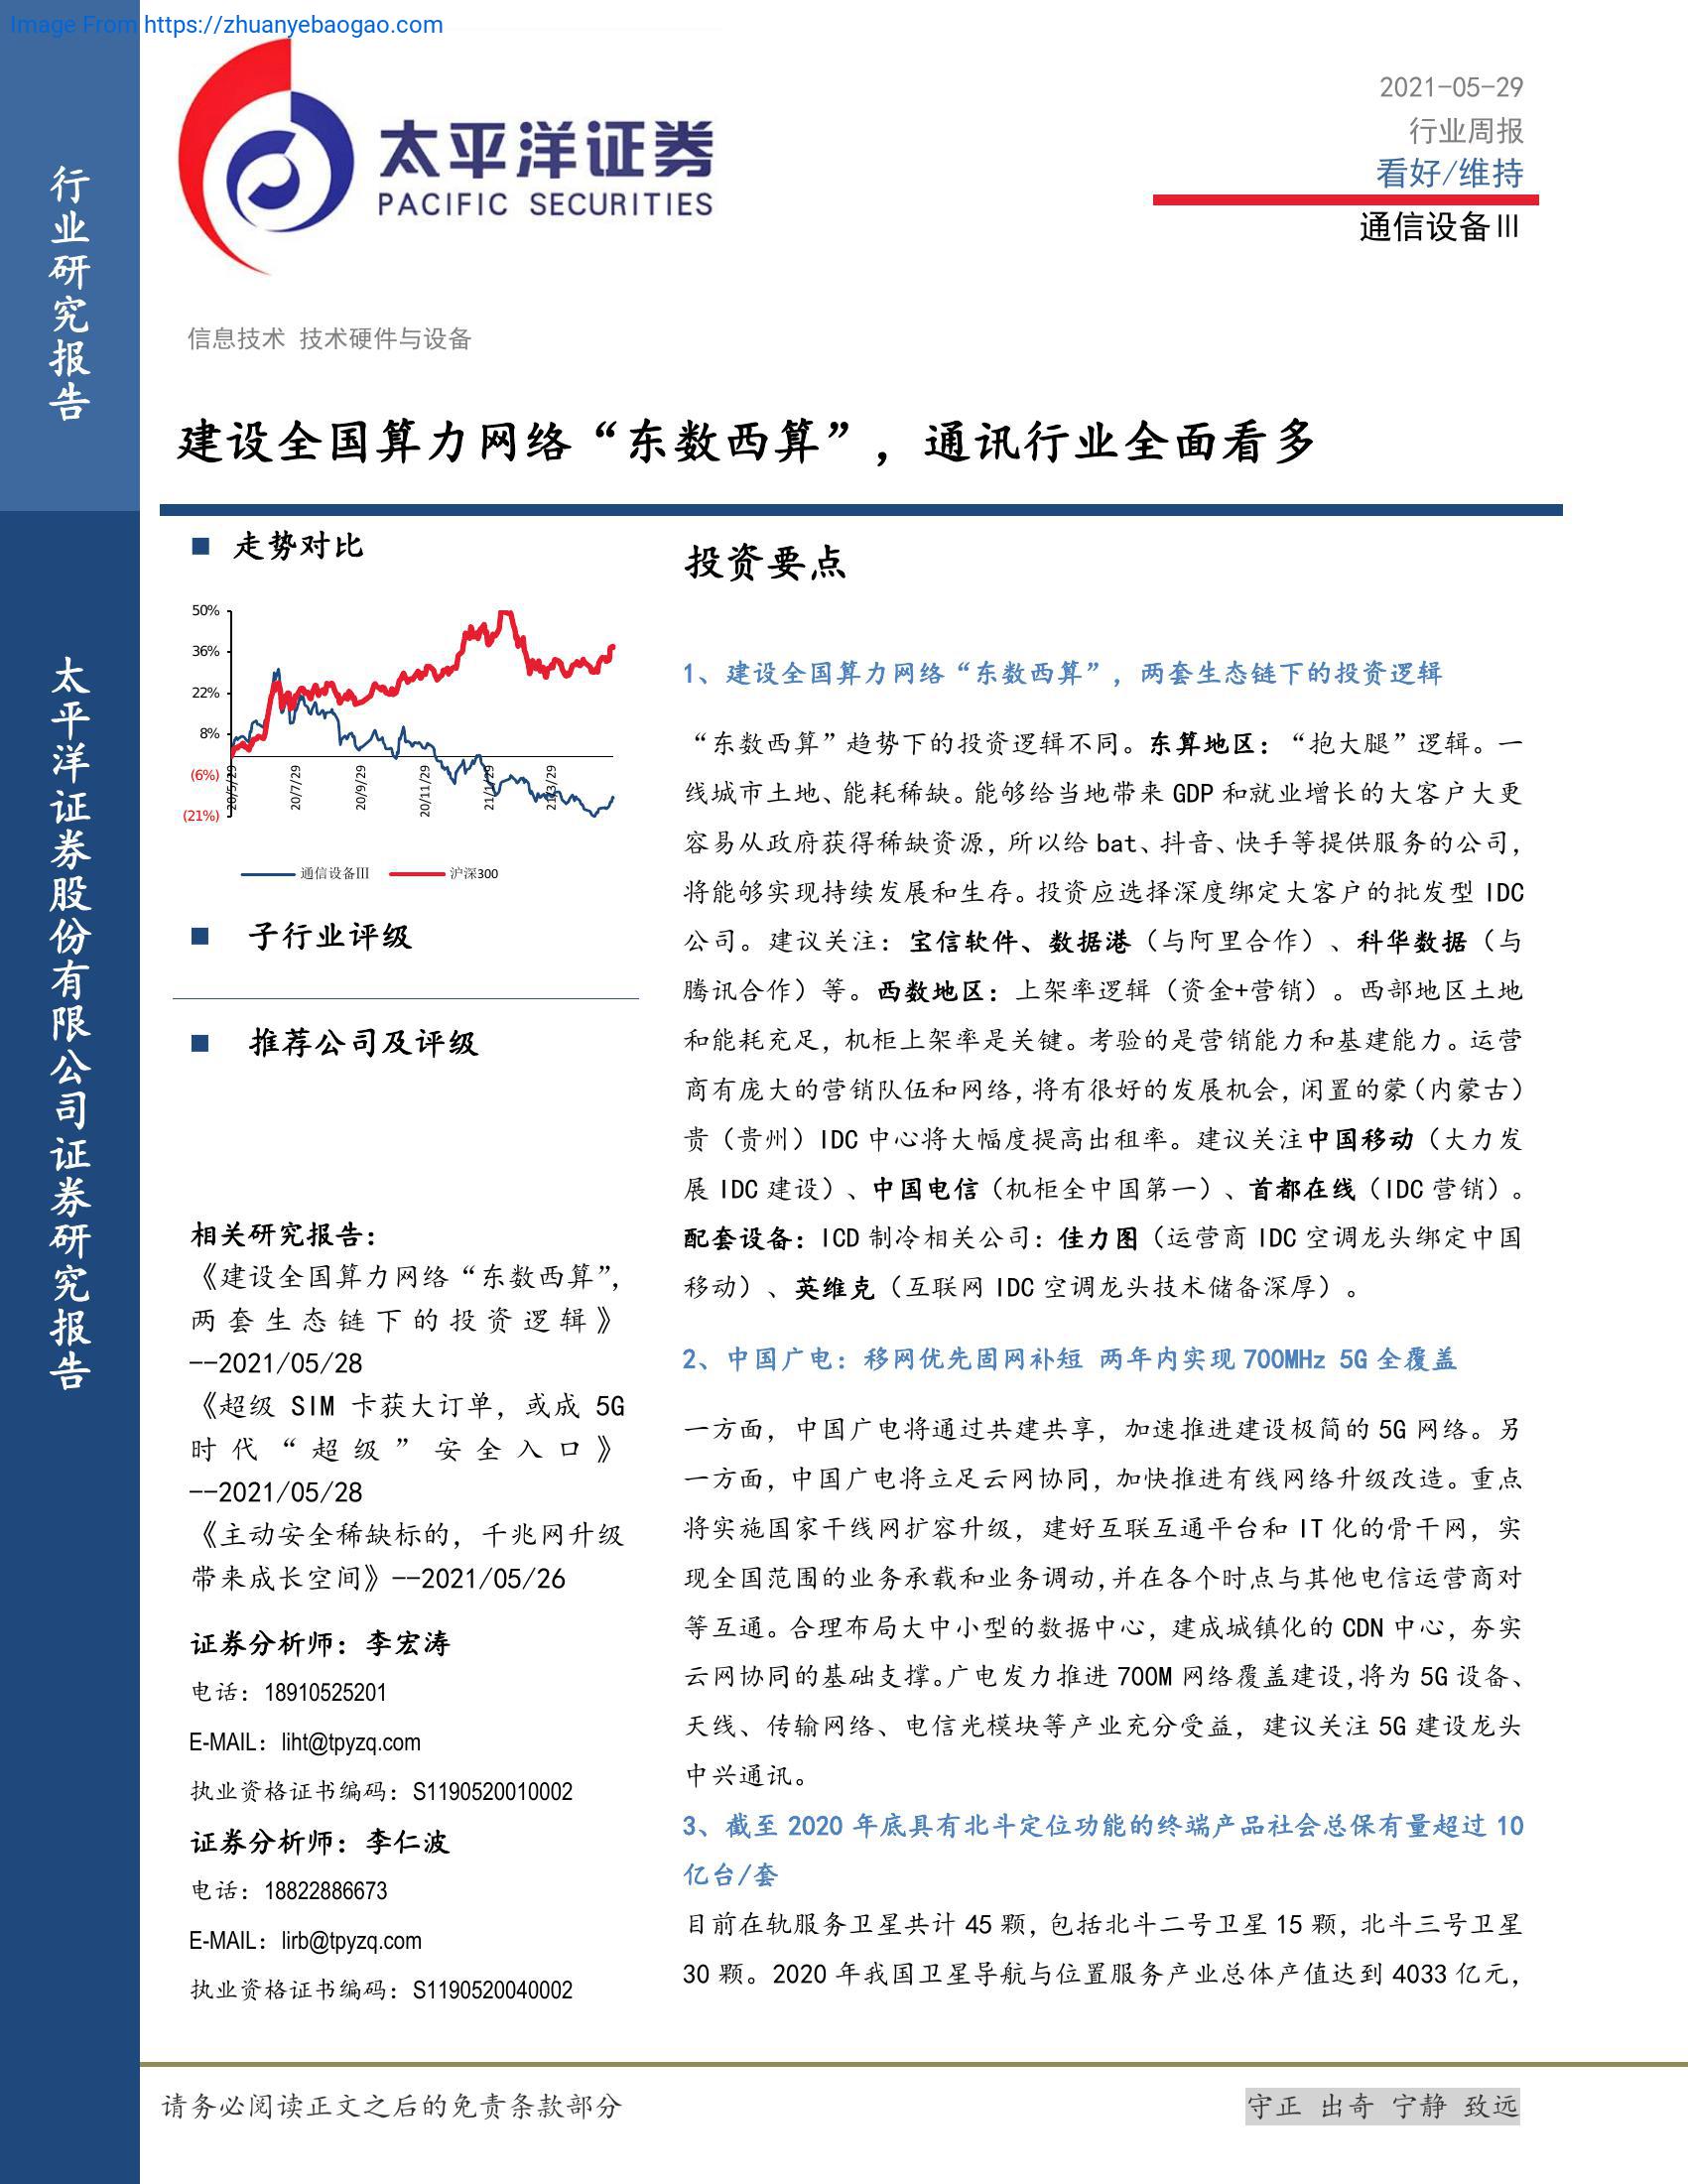 Image From https://zhuanyebaogao.com
行业研究报告
太平洋证券股份有限公司证券研究报告
太平洋证券
PACIFIC SECURITIES
2021-05-29
行业周报
看好/维持
通信设备Ⅲ
信息技术 技术硬件与设备
建设全国算力网络“东数西算”，通讯行业全面看多
■ 走势对比
50%
36%
22%
8%
(6%)
(21%)
20/5/29
20/7/29
20/9/29
20/11/29
21/1/29
21/3/29
通信设备Ⅲ
沪深300
■ 子行业评级
■ 推荐公司及评级
相关研究报告：
《建设全国算力网络“东数西算”，
两套生态链下的投资逻辑》
--2021/05/28
《超级 SIM 卡获大订单，或成 5G
时代“超级”安全入口》
--2021/05/28
《主动安全稀缺标的，千兆网升级
带来成长空间》--2021/05/26
证券分析师：李宏涛
电话：18910525201
E-MAIL：liht@tpyzq.com
执业资格证书编码：S1190520010002
证券分析师：李仁波
电话：18822886673
E-MAIL：lirb@tpyzq.com
执业资格证书编码：S1190520040002
投资要点
1、建设全国算力网络“东数西算”，两套生态链下的投资逻辑
“东数西算”趋势下的投资逻辑不同。东算地区：“抱大腿”逻辑。一
线城市土地、能耗稀缺。能够给当地带来 GDP 和就业增长的大客户大更
容易从政府获得稀缺资源，所以给 bat、抖音、快手等提供服务的公司，
将能够实现持续发展和生存。投资应选择深度绑定大客户的批发型 IDC
公司。建议关注：宝信软件、数据港（与阿里合作）、科华数据（与
腾讯合作）等。西数地区：上架率逻辑（资金+营销）。西部地区土地
和能耗充足，机柜上架率是关键。考验的是营销能力和基建能力。运营
商有庞大的营销队伍和网络，将有很好的发展机会，闲置的蒙（内蒙古）
贵（贵州）IDC 中心将大幅度提高出租率。建议关注中国移动（大力发
展 IDC 建设）、中国电信（机柜全中国第一）、首都在线（IDC 营销）。
配套设备：ICD 制冷相关公司：佳力图（运营商 IDC 空调龙头绑定中国
移动）、英维克（互联网 IDC 空调龙头技术储备深厚）。
2、中国广电：移网优先固网补短 两年内实现 700MHz 5G 全覆盖
一方面，中国广电将通过共建共享，加速推进建设极简的 5G 网络。另
一方面，中国广电将立足云网协同，加快推进有线网络升级改造。重点
将实施国家干线网扩容升级，建好互联互通平台和 IT 化的骨干网，实
现全国范围的业务承载和业务调动，并在各个时点与其他电信运营商对
等互通。合理布局大中小型的数据中心，建成城镇化的 CDN 中心，夯实
云网协同的基础支撑。广电发力推进 700M 网络覆盖建设，将为 5G 设备、
天线、传输网络、电信光模块等产业充分受益，建议关注 5G 建设龙头
中兴通讯。
3、截至 2020 年底具有北斗定位功能的终端产品社会总保有量超过 10
亿台/套
目前在轨服务卫星共计 45 颗，包括北斗二号卫星 15 颗，北斗三号卫星
30 颗。2020 年我国卫星导航与位置服务产业总体产值达到 4033 亿元，
请务必阅读正文之后的免责条款部分
守正 出奇 宁静 致远